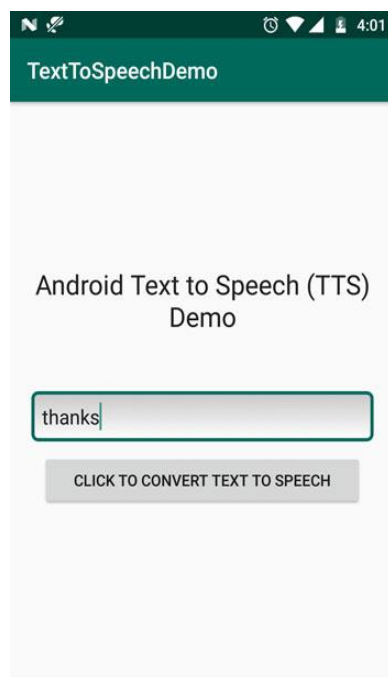 4:01
TextToSpeechDemo
Android Text to Speech (TTS)
Demo
thanks
CLICK TO CONVERT TEXT TO SPEECH